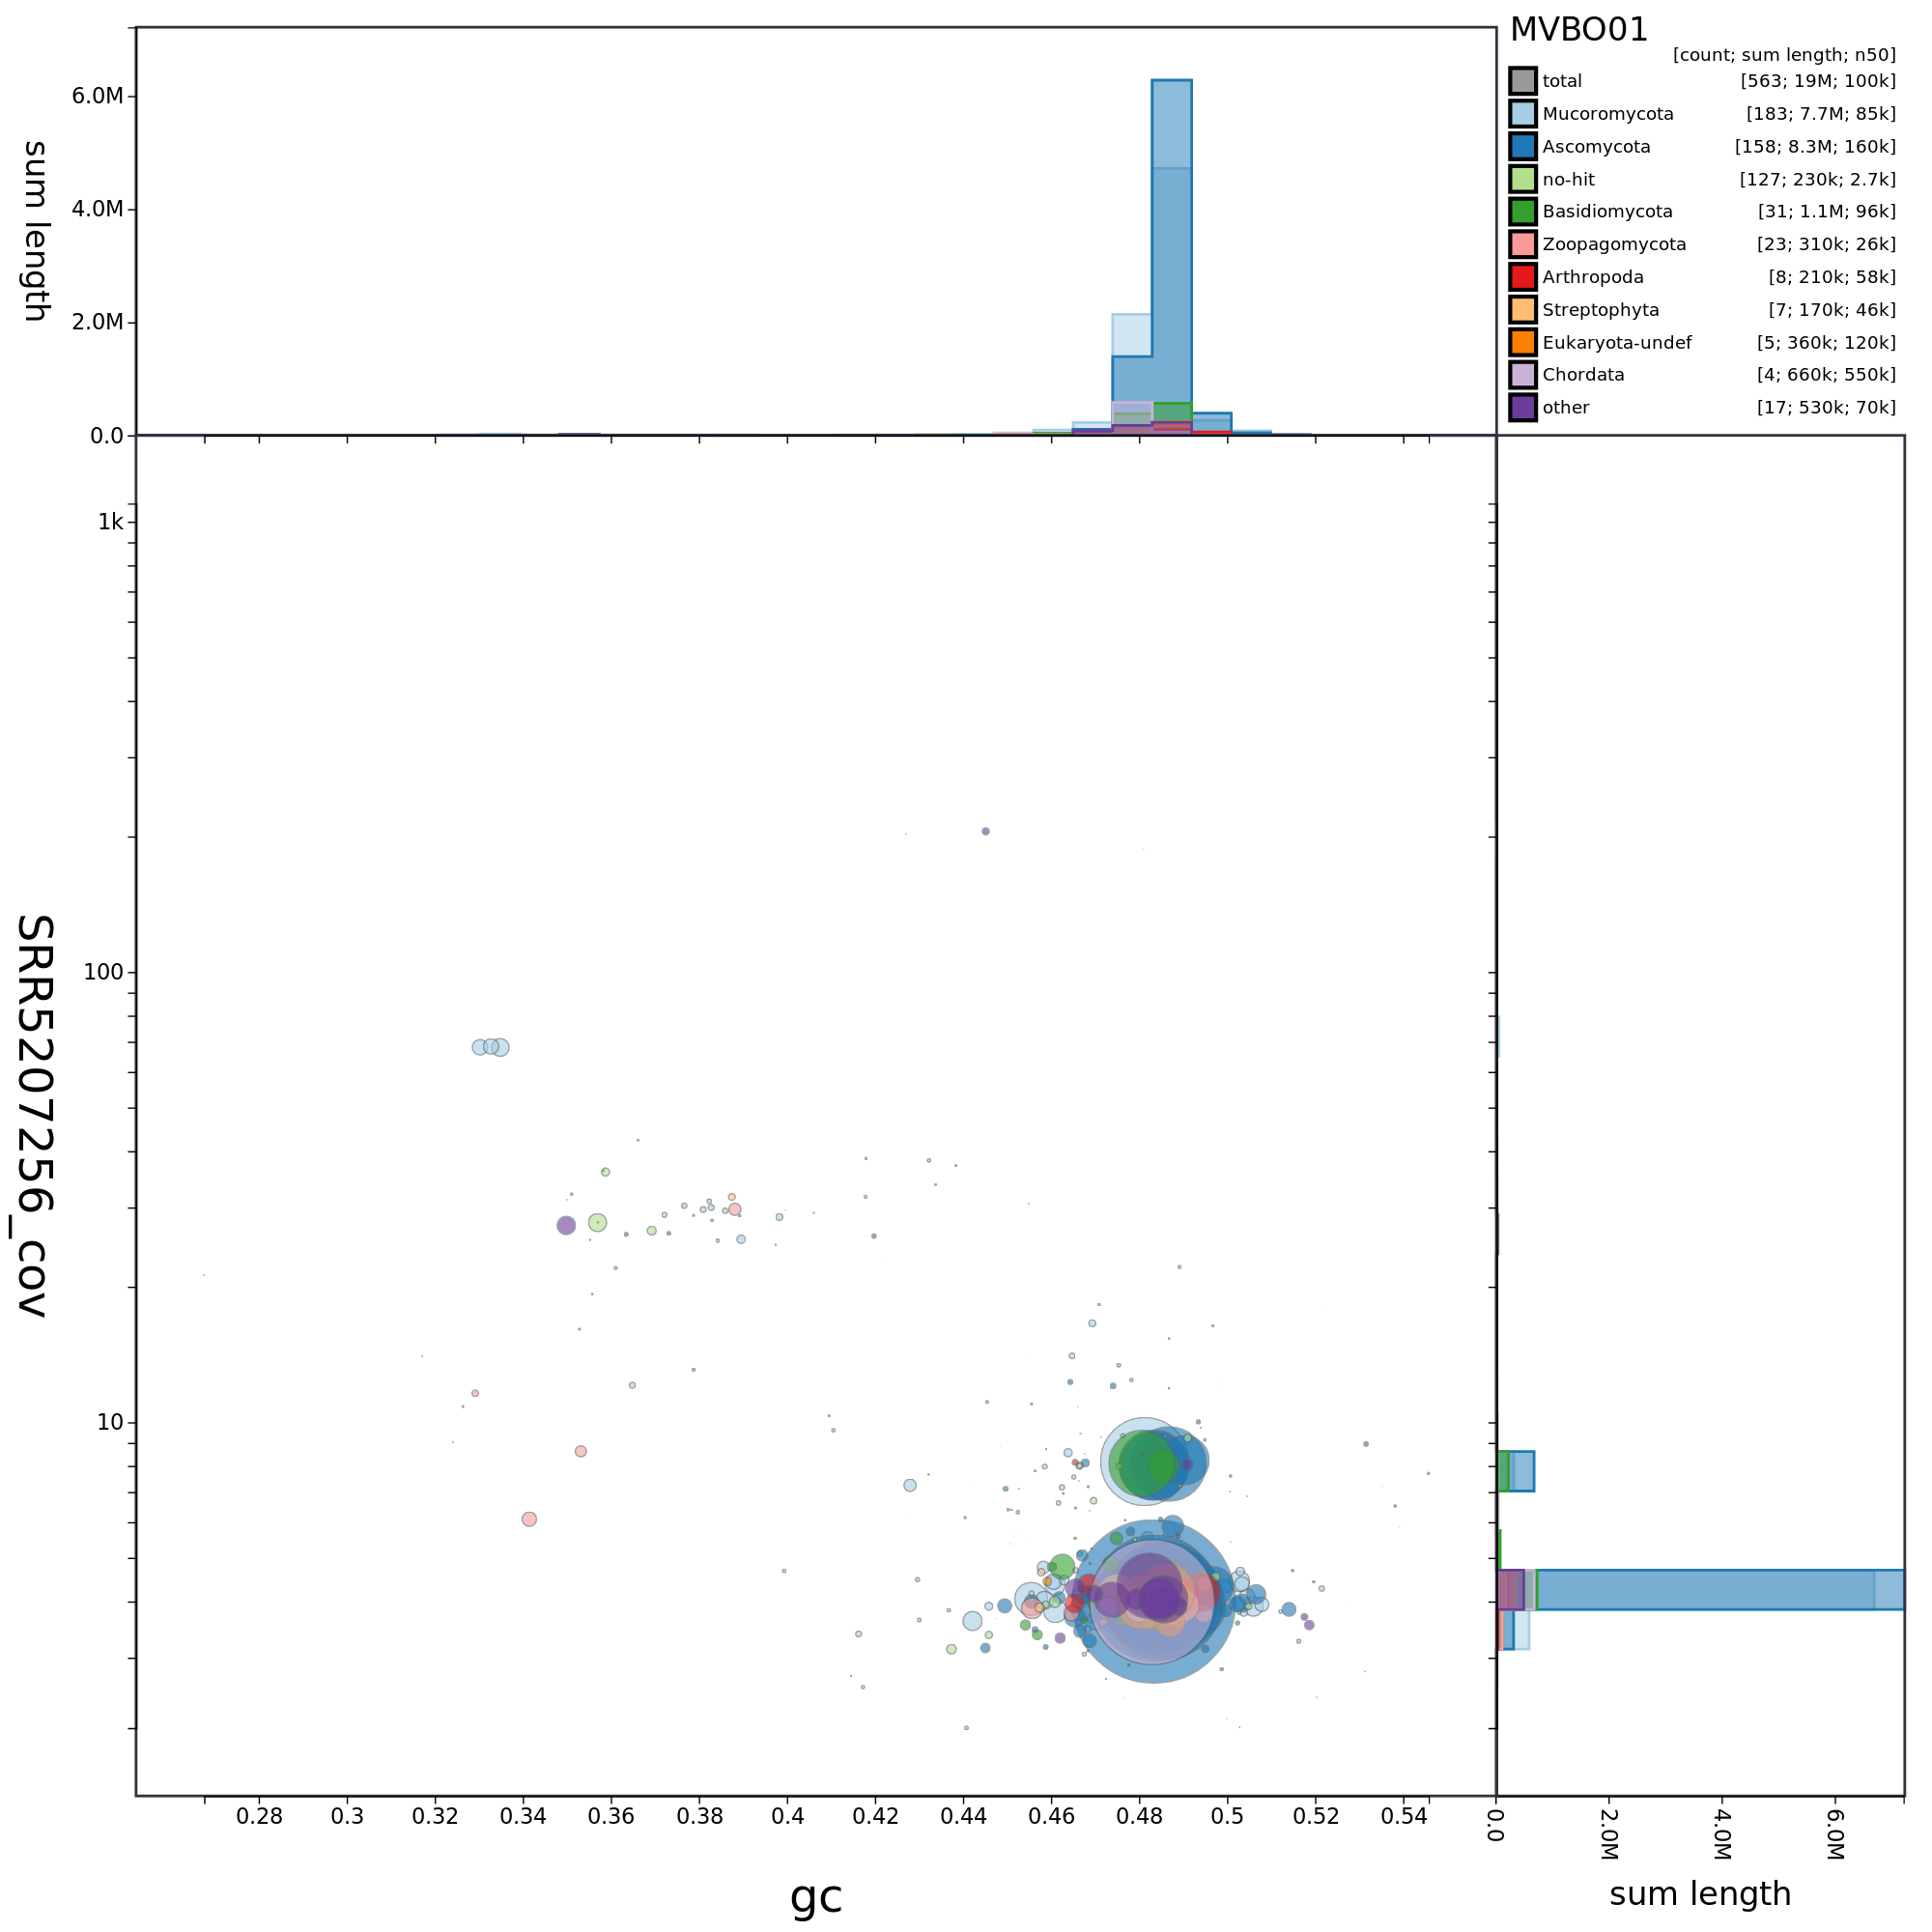 MVBO01
[count; sum length; n50]
total [563; 19M; 100k]
Mucoromycota [183; 7.7M; 85k]
Ascomycota [158; 8.3M; 160k]
no-hit [127; 230k; 2.7k]
Basidiomycota [31; 1.1M; 96k]
Zoopagomycota [23; 310k; 26k]
Arthropoda [8; 210k; 58k]
Streptophyta [7; 170k; 46k]
Eukaryota-undef [5; 360k; 120k]
Chordata [4; 660k; 550k]
other [17; 530k; 70k]
sum length
6.0M
4.0M
2.0M
0.0
SRR5207256_cov
1k
100
10
0.28 0.3 0.32 0.34 0.36 0.38 0.4 0.42 0.44 0.46 0.48 0.5 0.52 0.54
gc
0.0 2.0M 4.0M 6.0M
sum length